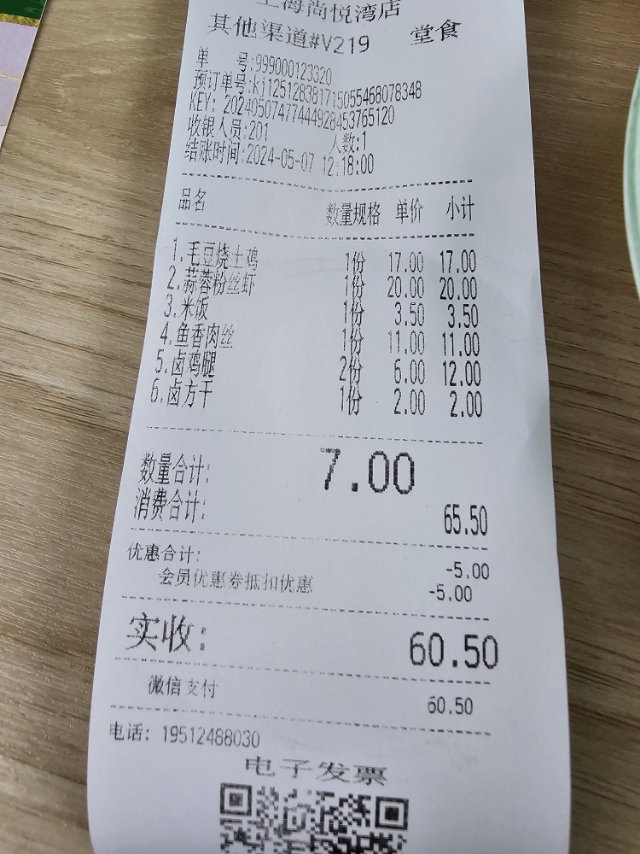 上海尚悦湾店
其他渠道#V219 堂食
单 号:999000123320
预订单号:kj12512838171505546807834​8
KEY: 20240507477444928453765120
收银人员:201 人数:1
结账时间:2024-05-07 12:18:00
品名 数量规格 单价 小计
1.毛豆烧土鸡 1份 17.00 17.00
2.蒜蓉粉丝虾 1份 20.00 20.00
3.米饭 1份 3.50 3.50
4.鱼香肉丝 1份 11.00 11.00
5.卤鸡腿 2份 6.00 12.00
6.卤方干 1份 2.00 2.00
数量合计: 7.00
消费合计: 65.50
优惠合计: -5.00
会员优惠券抵扣优惠 -5.00
实收: 60.50
微信支付 60.50
电话: 19512488030
电子发票